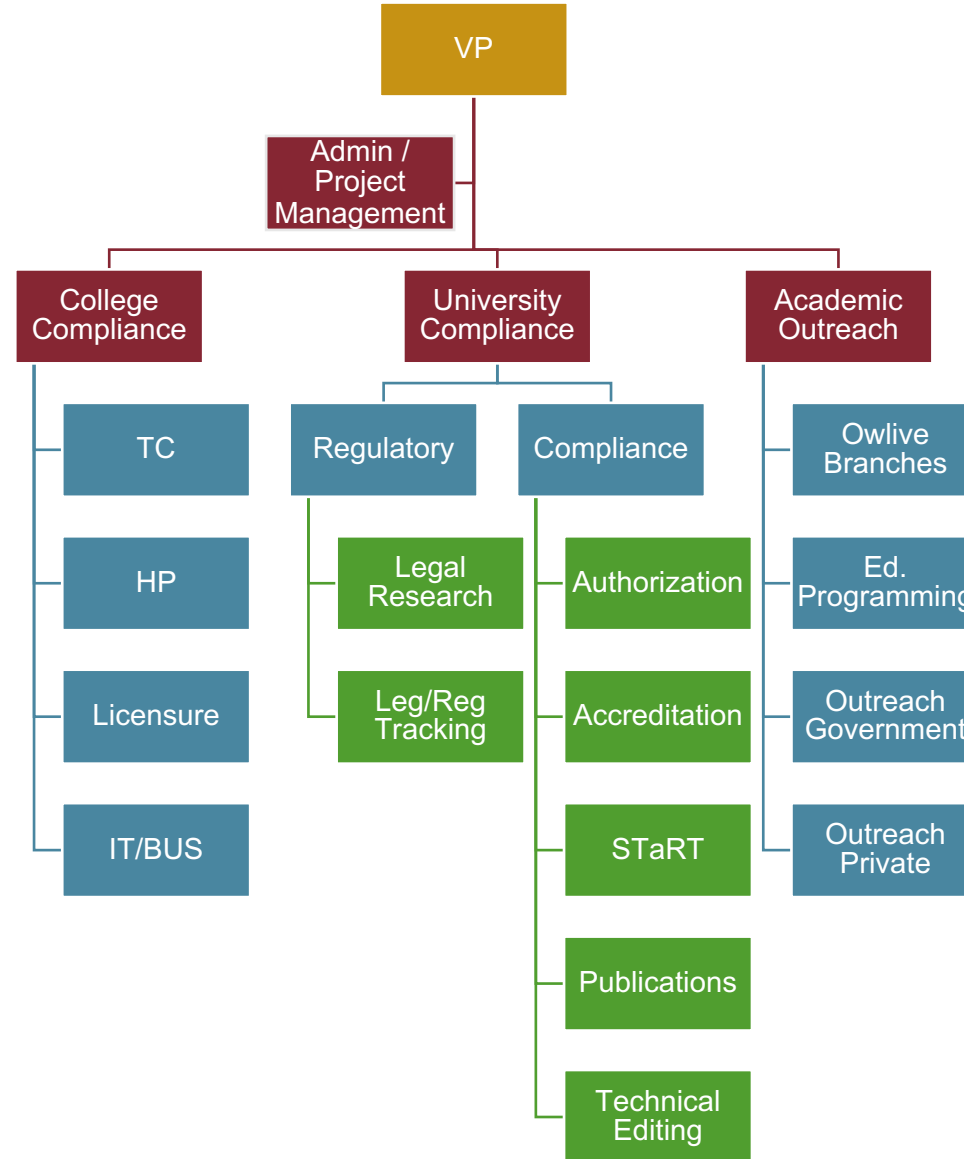 VP
Admin /
Project
Management
College
Compliance
University
Compliance
Academic
Outreach
TC
HP
Licensure
IT/BUS
Regulatory
Compliance
Legal
Research
Leg/Reg
Tracking
Authorization
Accreditation
STaRT
Publications
Technical
Editing
Owlive
Branches
Ed.
Programming
Outreach
Government
Outreach
Private